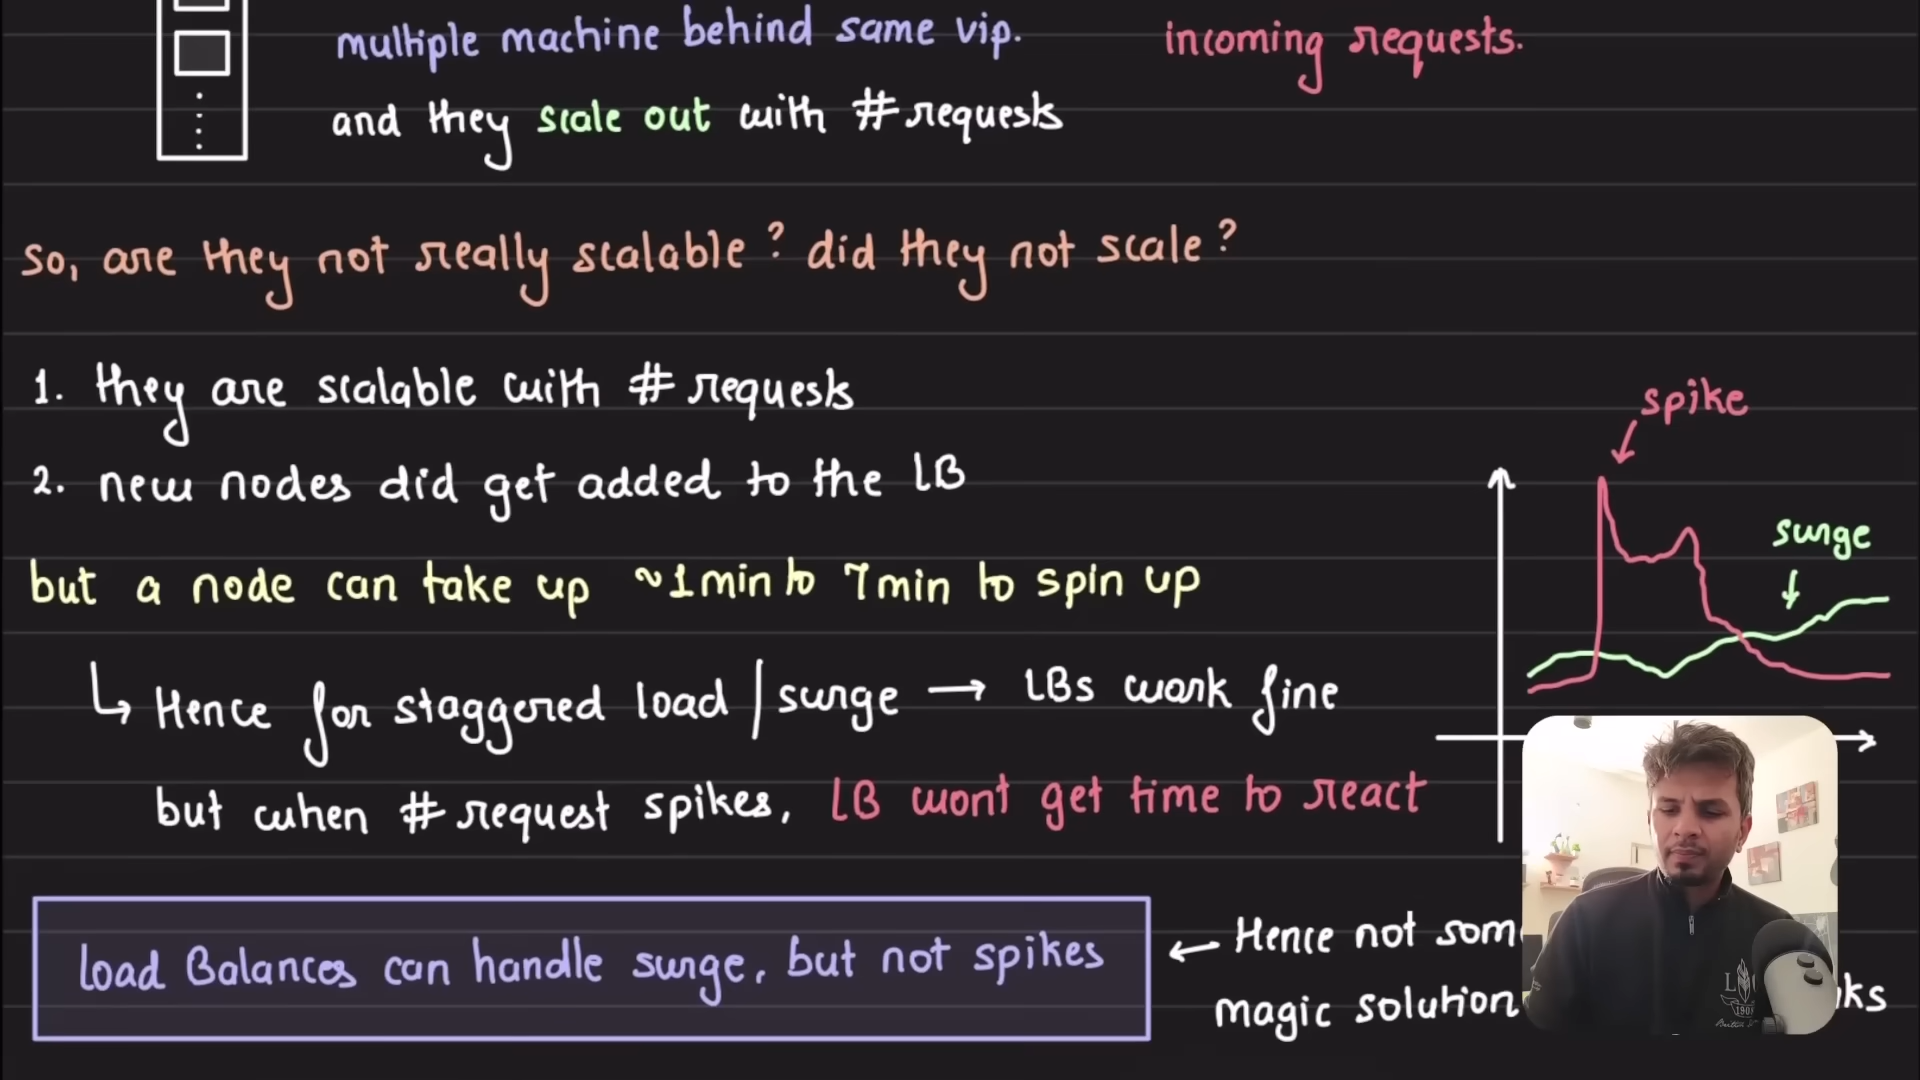 multiple machine behind same vip.
incoming requests.
and they scale out with # requests
So, are they not really scalable? did they not scale?
1. they are scalable with # requests
2. new nodes did get added to the LB
but a node can take up ~1min to 7min to spin up
Hence for staggered load / surge → LBs work fine
but when # request spikes, LB wont get time to react
spike
surge
load Balances can handle surge, but not spikes
← Hence not
magic solution
1908